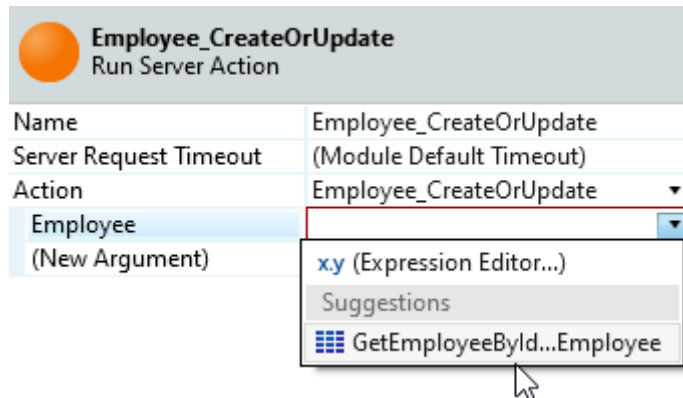 Employee_CreateOrUpdate
Run Server Action
Name Employee_CreateOrUpdate
Server Request Timeout (Module Default Timeout)
Action Employee_CreateOrUpdate
Employee
(New Argument)
x.y (Expression Editor...)
Suggestions
GetEmployeeById...Employee